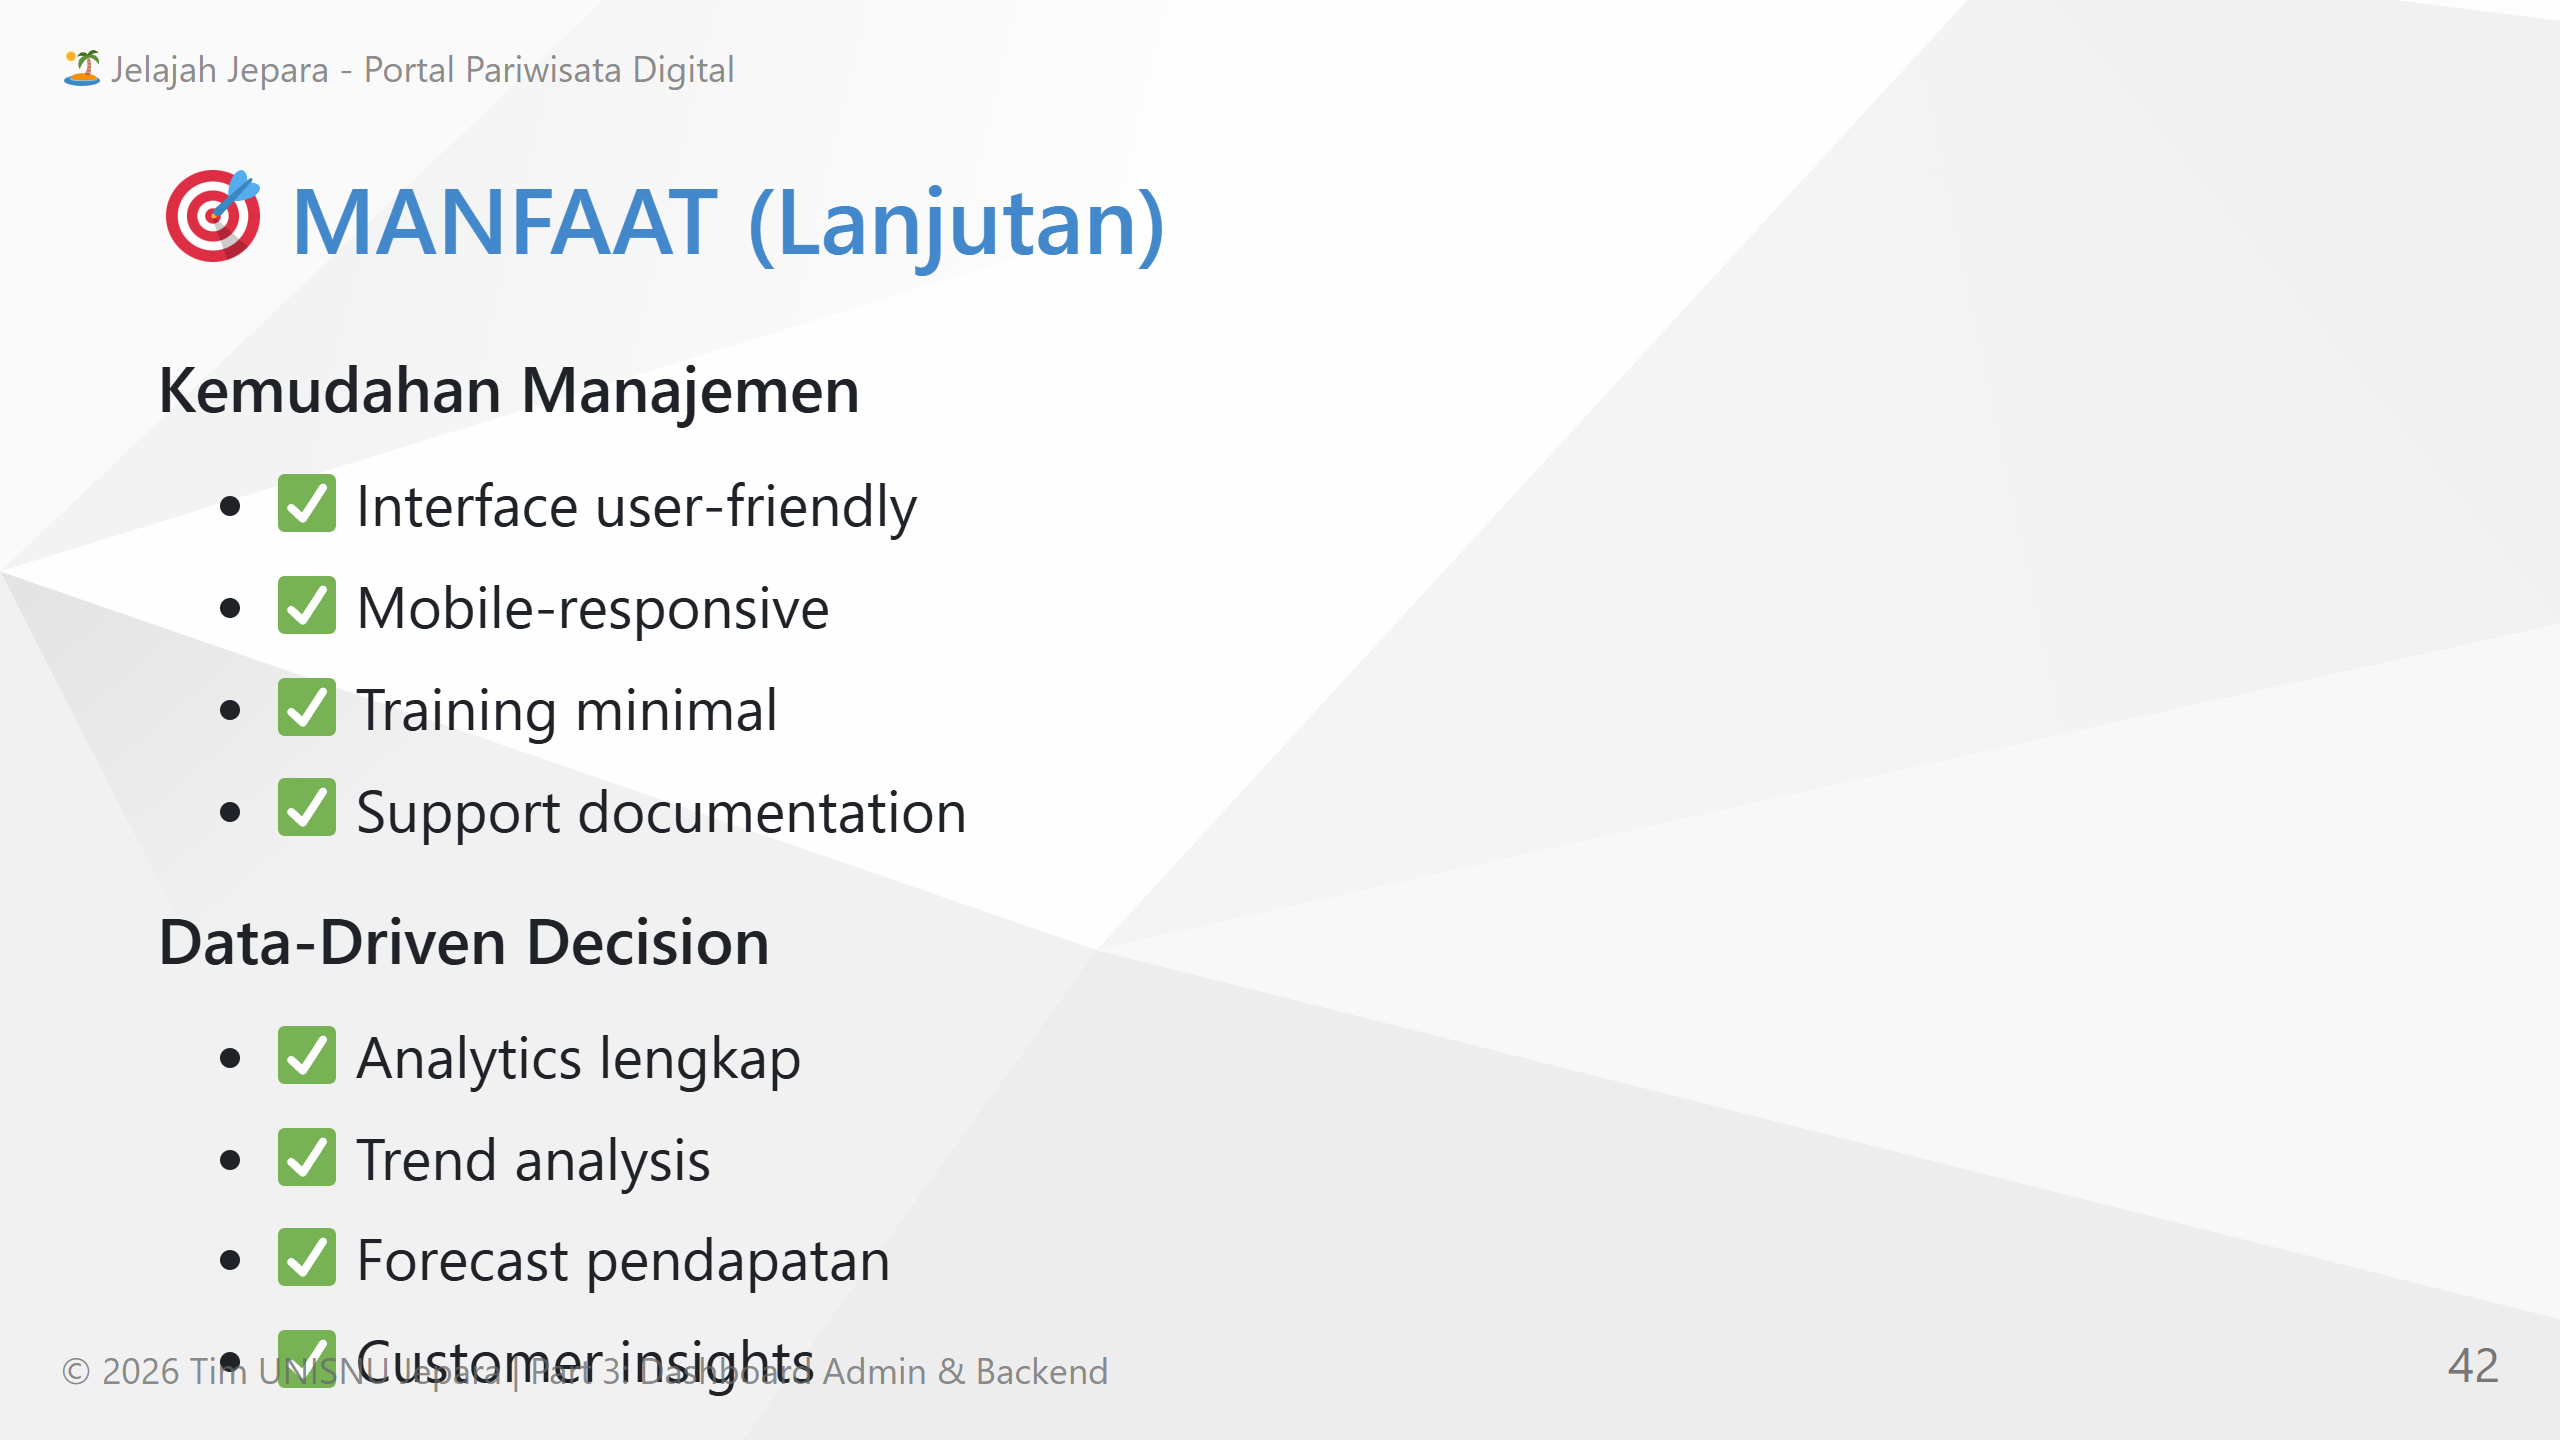 Jelajah Jepara - Portal Pariwisata Digital
MANFAAT (Lanjutan)
Kemudahan Manajemen
• ✅ Interface user-friendly
• ✅ Mobile-responsive
• ✅ Training minimal
• ✅ Support documentation
Data-Driven Decision
• ✅ Analytics lengkap
• ✅ Trend analysis
• ✅ Forecast pendapatan
• ✅ Customer insights
© 2026 Tim UNISNU Jepara | Part 3: Dashboard Admin & Backend
42